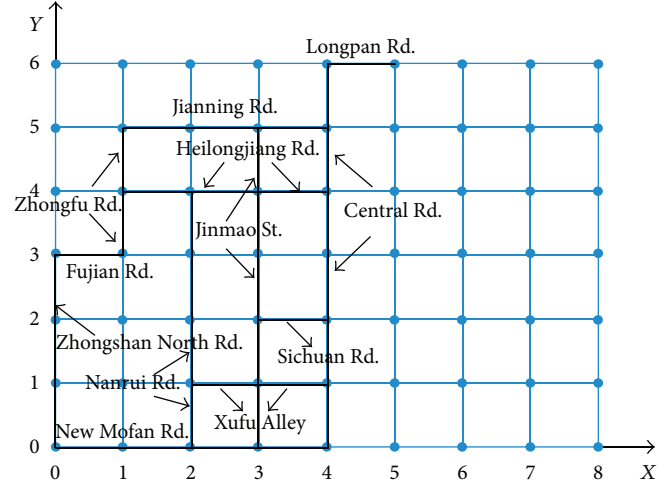 Y
6
Longpan Rd.
Jianning Rd.
5
Heilongjiang Rd.
4
Zhongfu Rd.
Central Rd.
Jinmao St.
3
Fujian Rd.
2
Zhongshan North Rd.
Sichuan Rd.
1
Nanrui Rd.
Xufu Alley
New Mofan Rd.
0
0 1 2 3 4 5 6 7 8 X